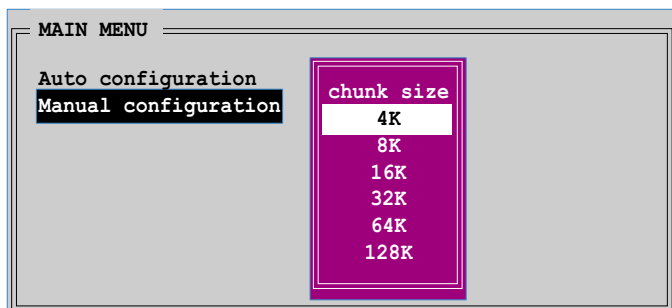 MAIN MENU
Auto configuration
Manual configuration
chunk size
4K
8K
16K
32K
64K
128K